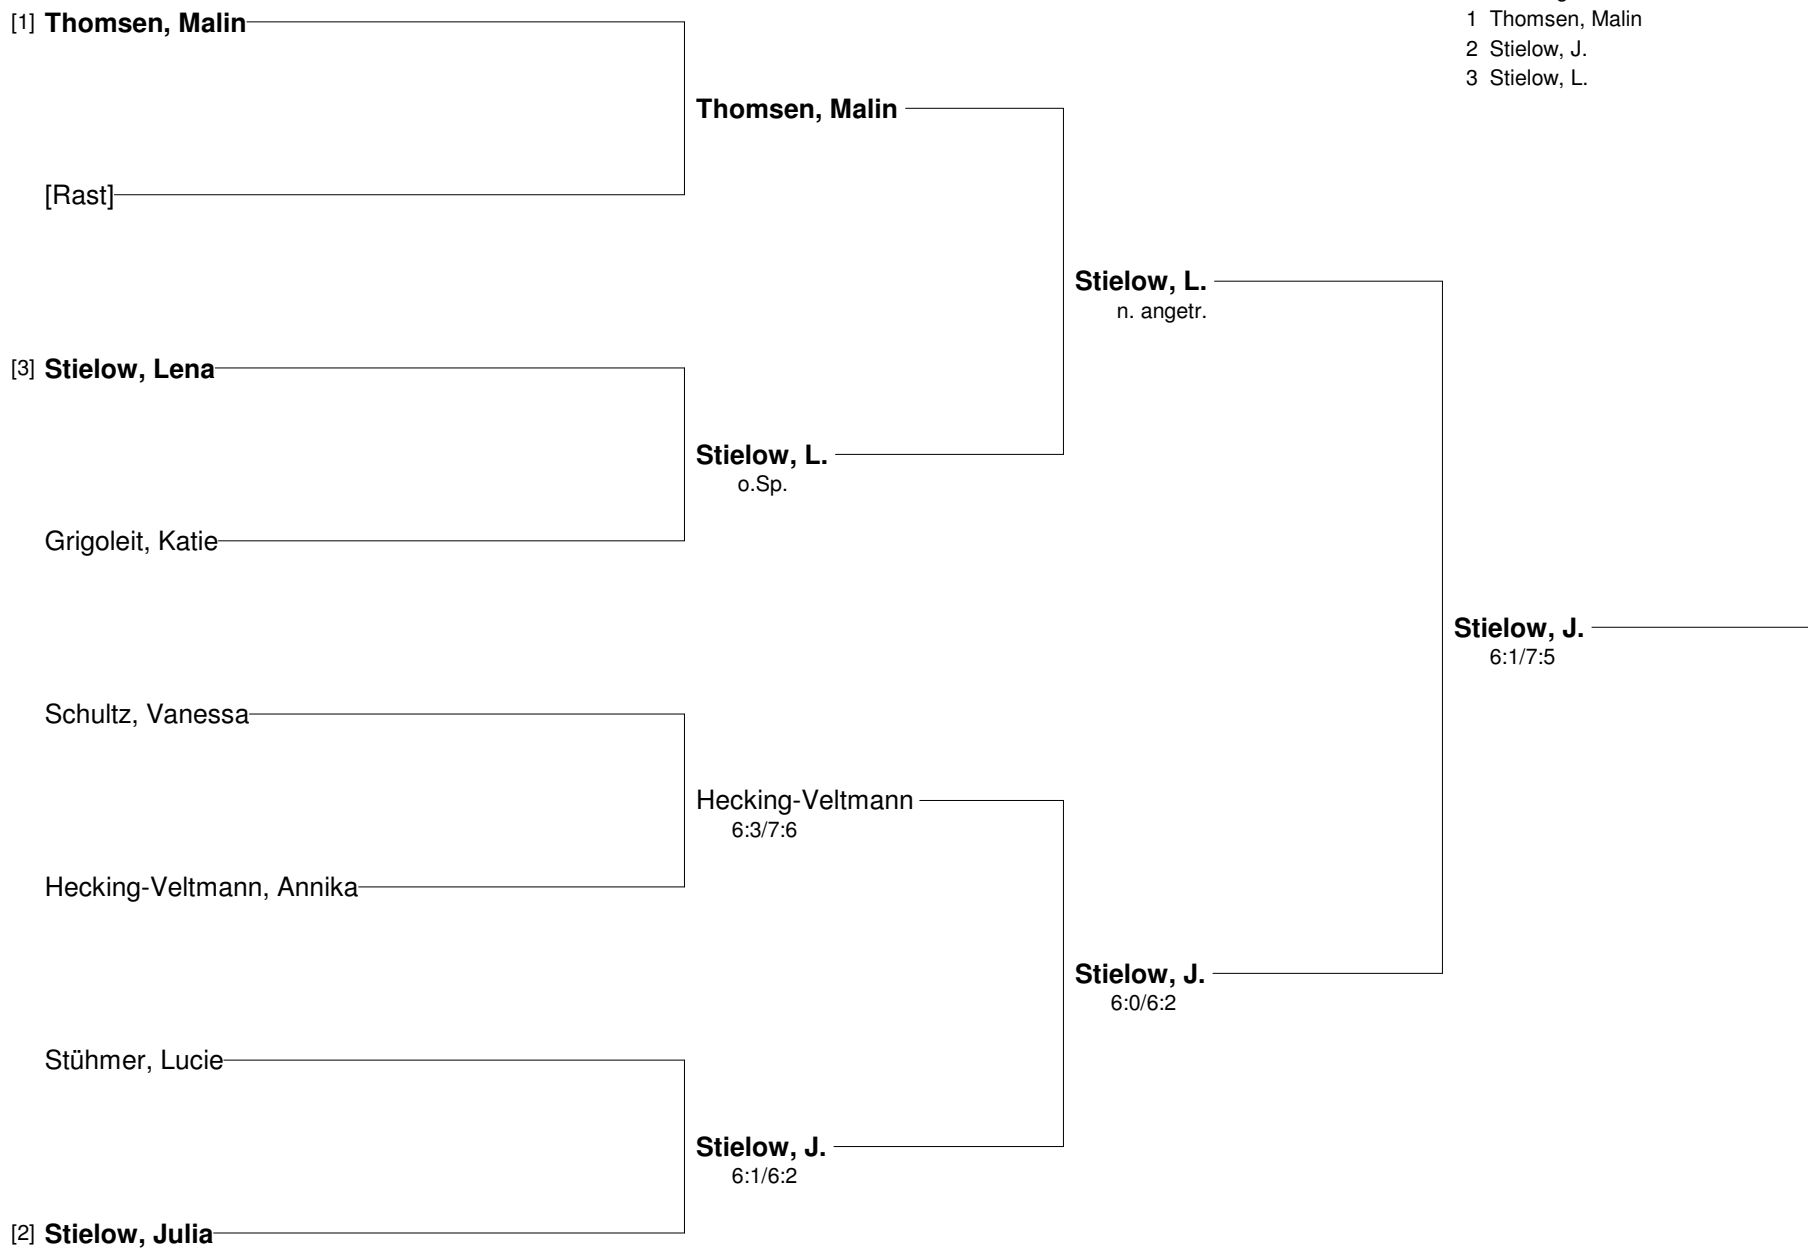 [1] Thomsen, Malin
1 Thomsen, Malin
2 Stielow, J.
3 Stielow, L.
Thomsen, Malin
[Rast]
Stielow, L.
n. angetr.
[3] Stielow, Lena
Stielow, L.
o.Sp.
Grigoleit, Katie
Stielow, J.
6:1/7:5
Schultz, Vanessa
Hecking-Veltmann
6:3/7:6
Hecking-Veltmann, Annika
Stielow, J.
6:0/6:2
Stühmer, Lucie
Stielow, J.
6:1/6:2
[2] Stielow, Julia